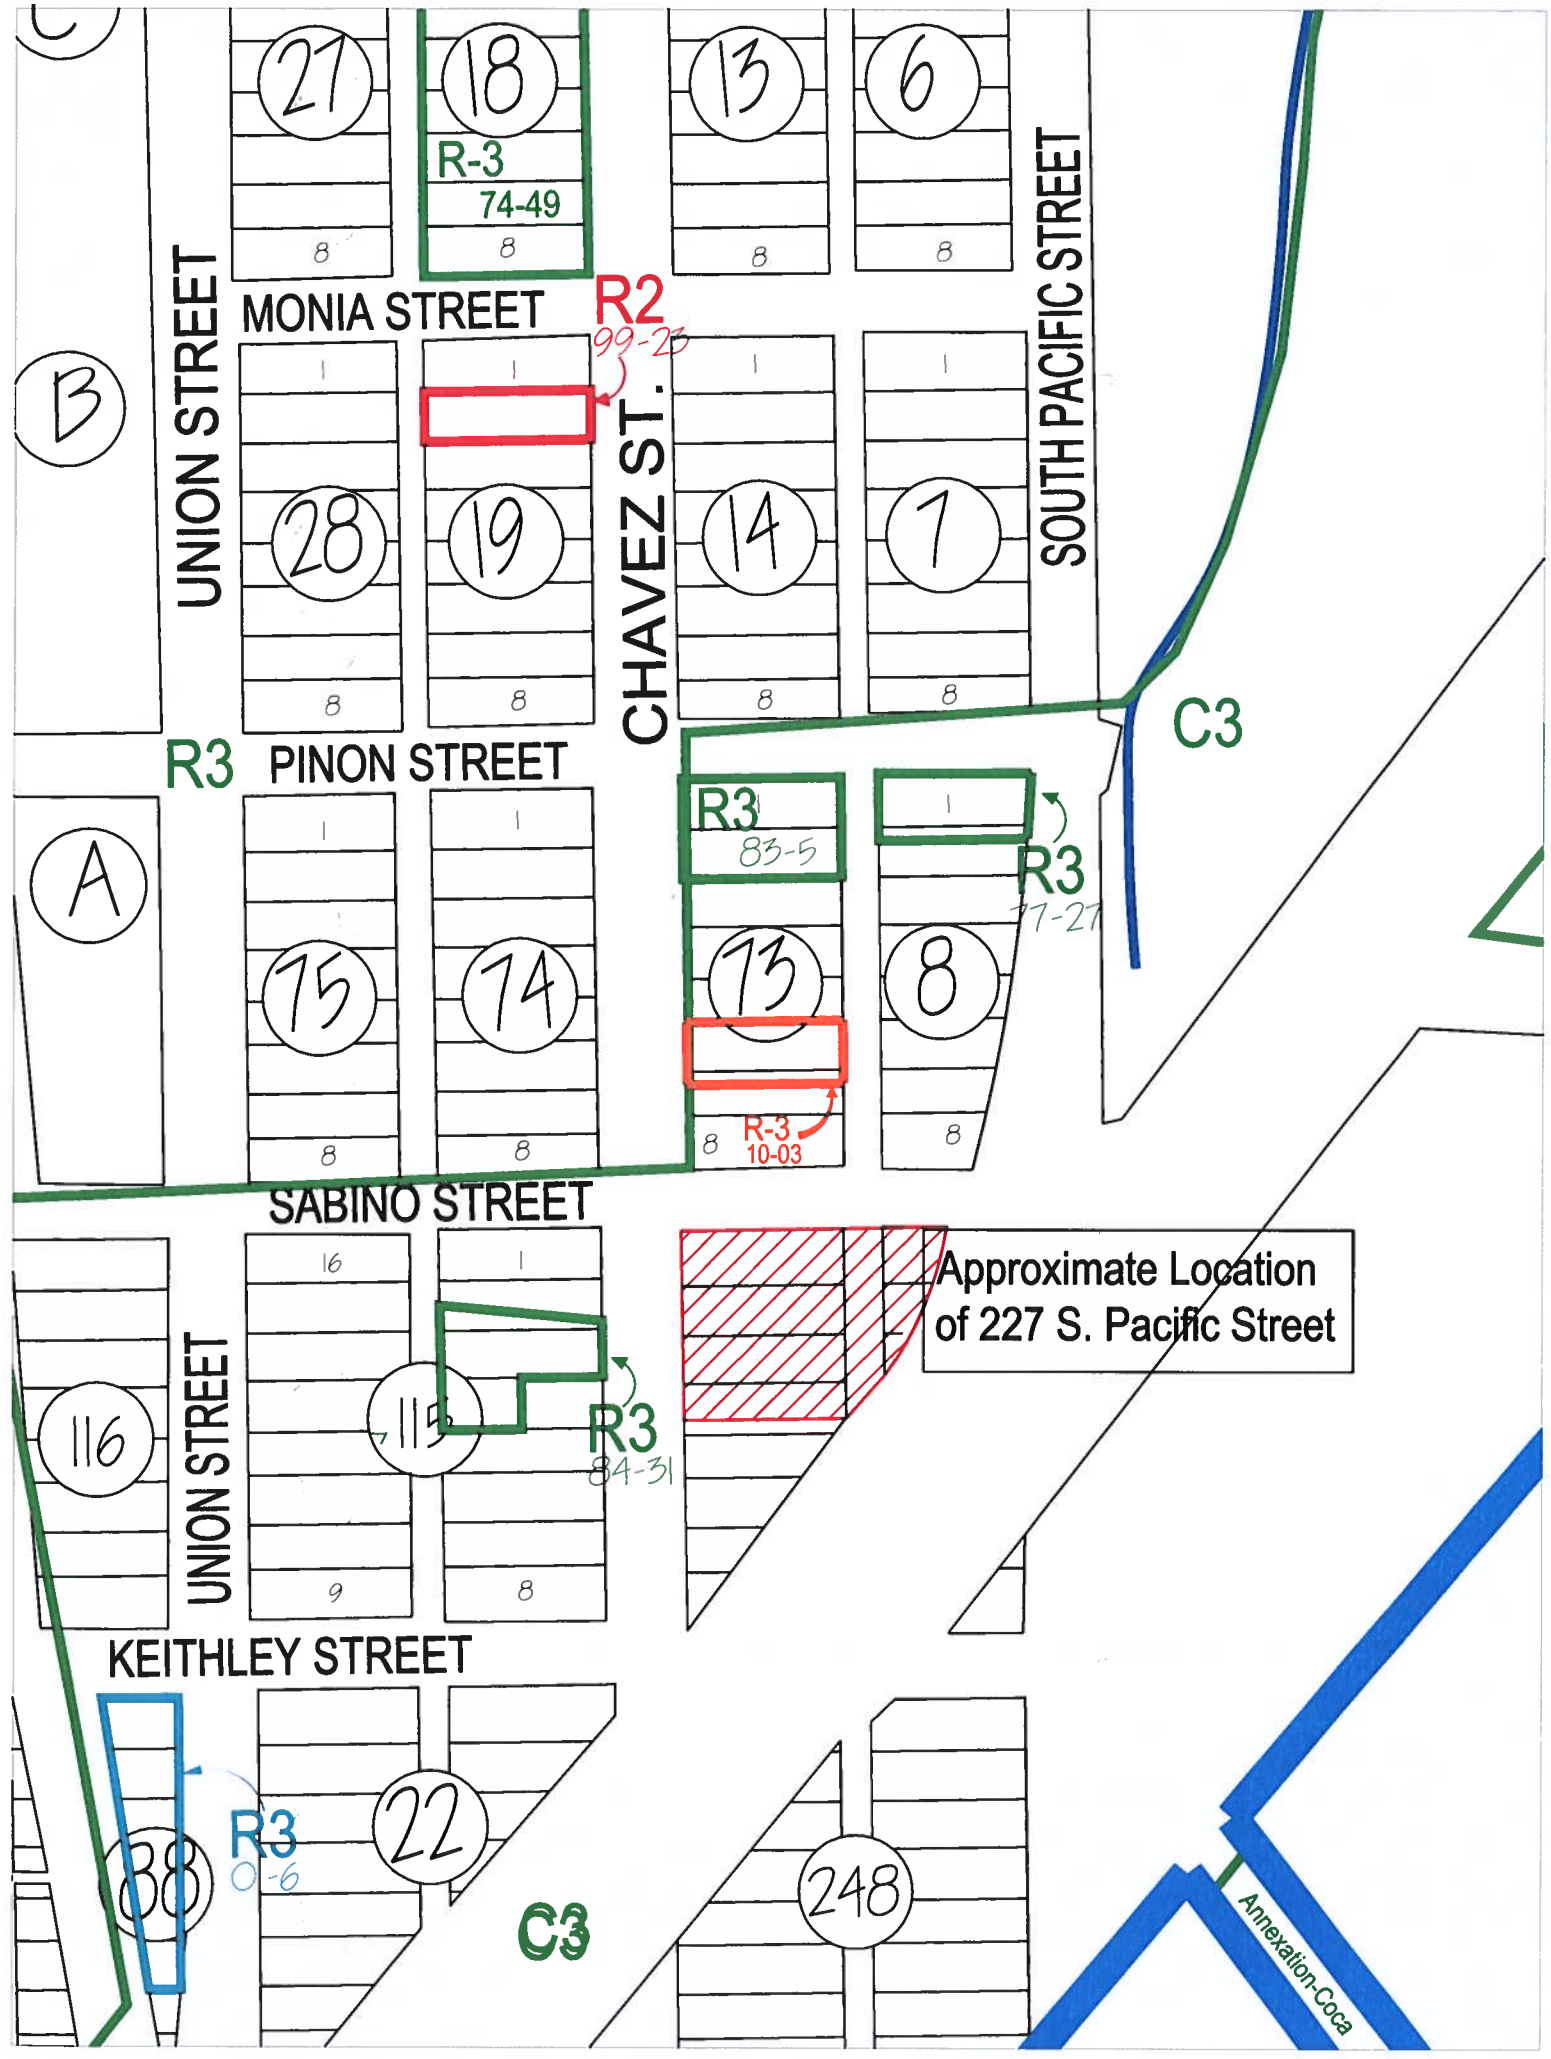 C
27
18
13
6
R-3
74-49
8
8
8
8
MONIA STREET
R2
99-23
UNION STREET
CHAVEZ ST.
SOUTH PACIFIC STREET
B
1
1
1
1
28
19
14
7
8
8
8
8
C3
R3
PINON STREET
1
1
R3
1
83-5
1
R3
77-27
A
75
74
73
8
R-3
10-03
8
8
8
8
SABINO STREET
16
1
Approximate Location
of 227 S. Pacific Street
UNION STREET
116
115
R3
84-31
9
8
KEITHLEY STREET
R3
88
22
248
C3
Annexation-Coca